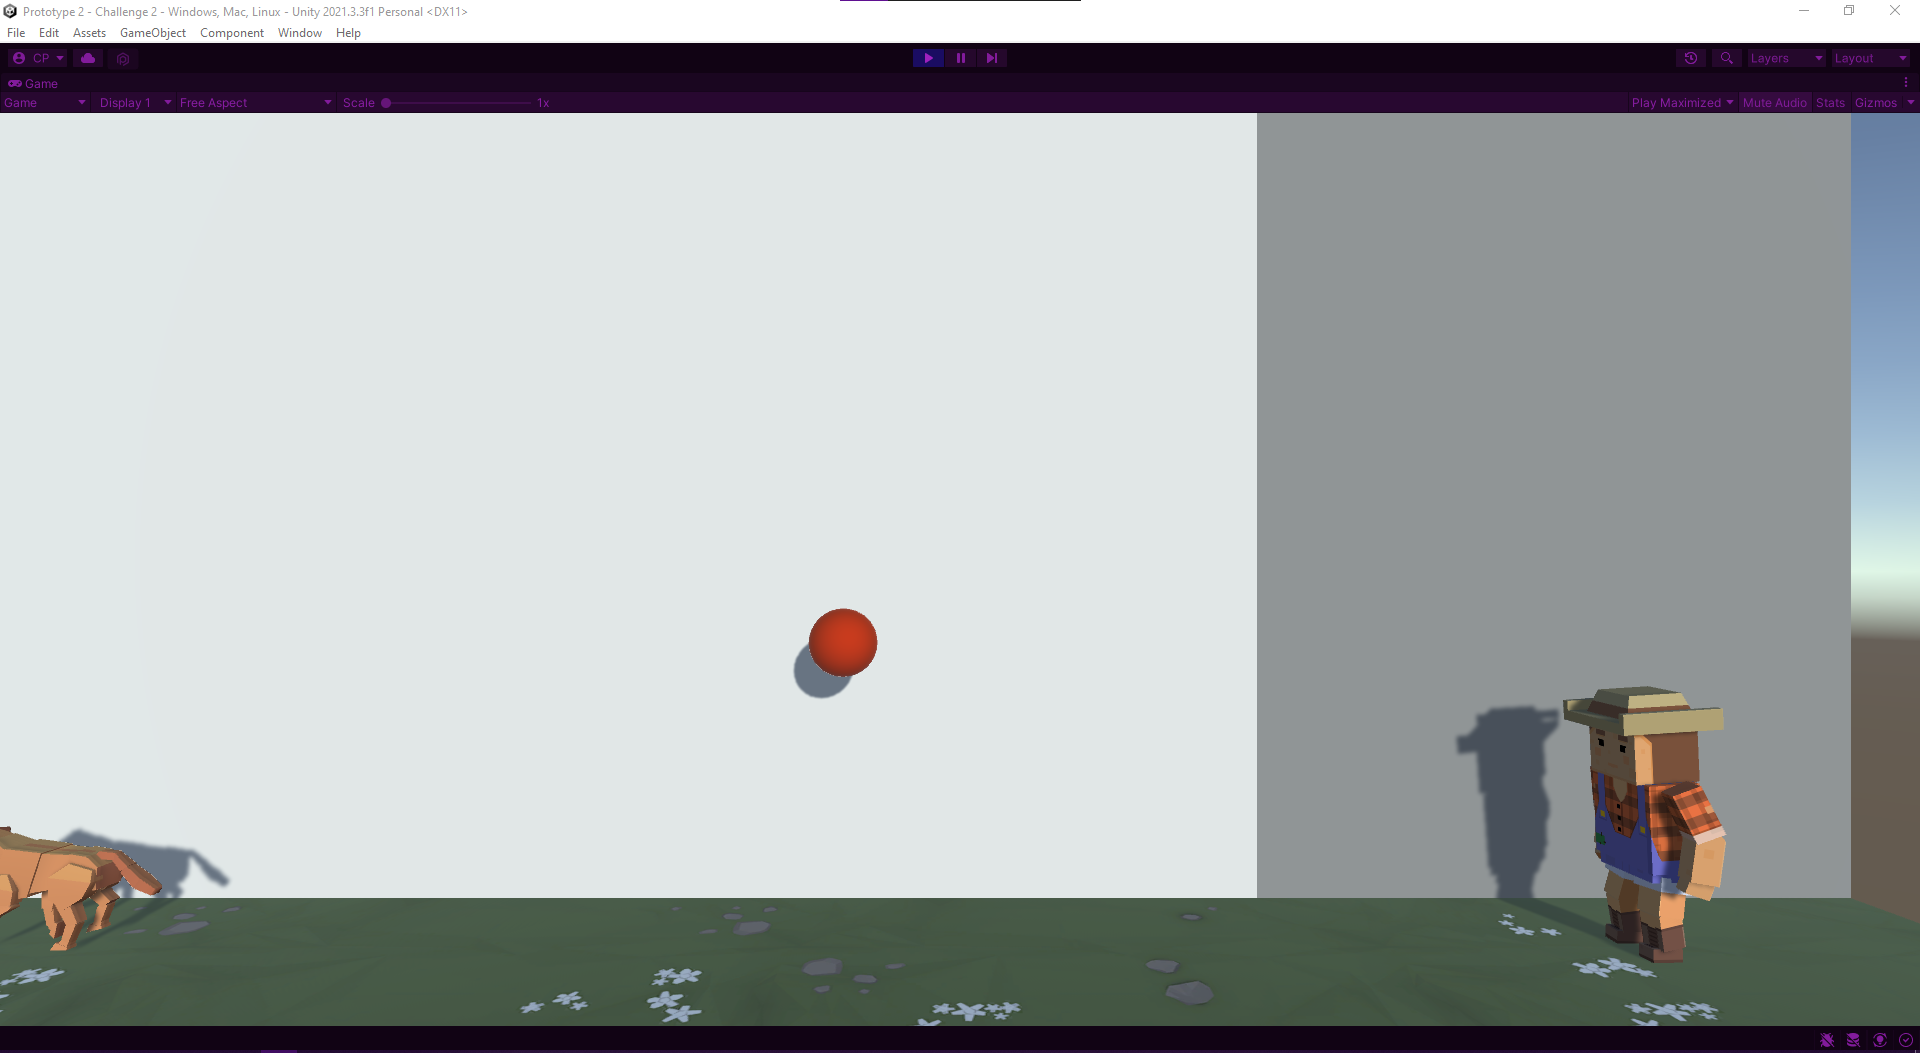 Prototype 2 - Challenge 2 - Windows, Mac, Linux - Unity 2021.3.3f1 Personal <DX11>
File Edit Assets GameObject Component Window Help
CP Layers Layout
Game
Game Display 1 Free Aspect Scale 1x Play Maximized Mute Audio Stats Gizmos